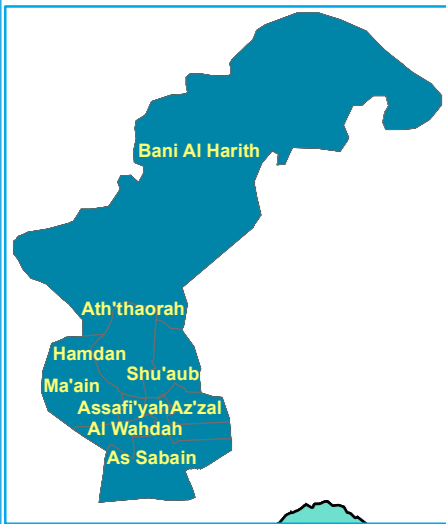 Bani Al Harith
Ath'thaorah
Hamdan
Shu'aub
Ma'ain
Assafi'yah
Az'zal
Al Wahdah
As Sabain